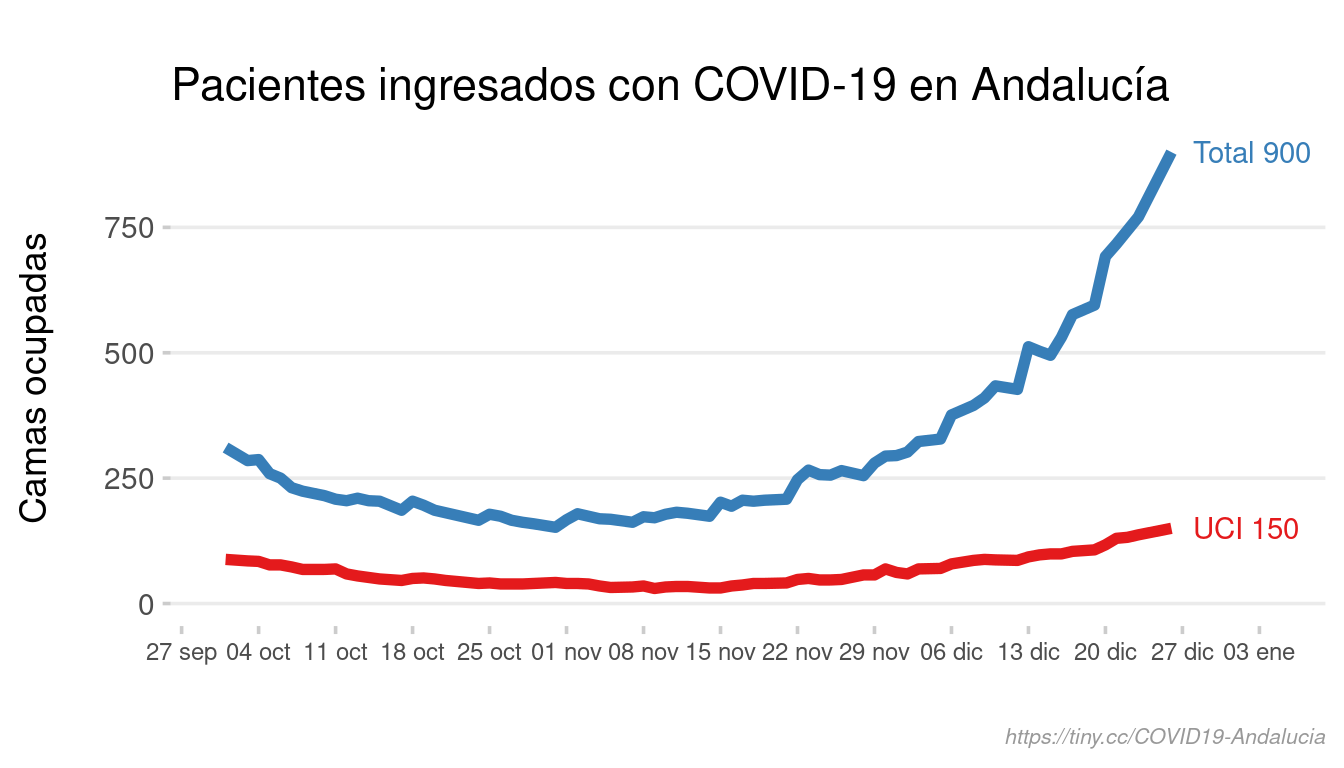 Pacientes ingresados con COVID-19 en Andalucía
Total 900
Camas ocupadas
750
500
250
UCI 150
0
27 sep 04 oct 11 oct 18 oct 25 oct 01 nov 08 nov 15 nov 22 nov 29 nov 06 dic 13 dic 20 dic 27 dic 03 ene
https://tiny.cc/COVID19-Andalucia